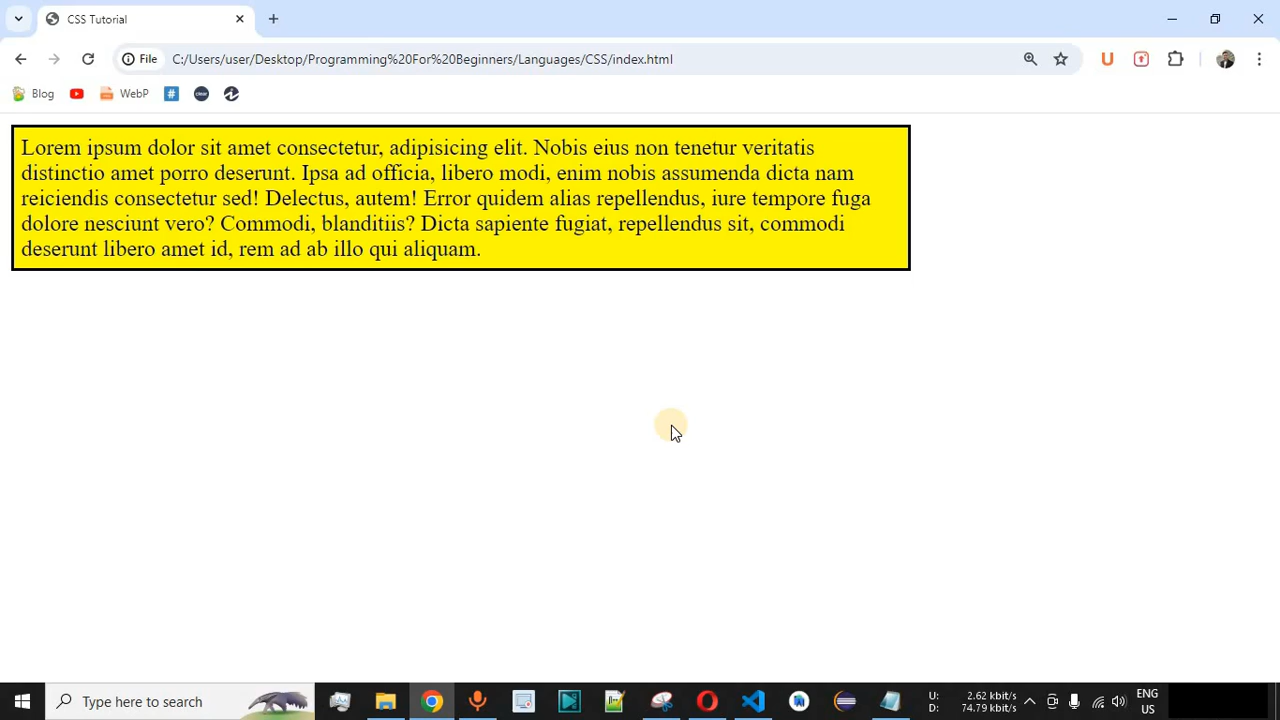 CSS Tutorial
File C:/Users/user/Desktop/Programming%20For%20Beginners/Languages/CSS/index.html
Blog WebP # clear
Lorem ipsum dolor sit amet consectetur, adipisicing elit. Nobis eius non tenetur veritatis
distinctio amet porro deserunt. Ipsa ad officia, libero modi, enim nobis assumenda dicta nam
reiciendis consectetur sed! Delectus, autem! Error quidem alias repellendus, iure tempore fuga
dolore nesciunt vero? Commodi, blanditiis? Dicta sapiente fugiat, repellendus sit, commodi
deserunt libero amet id, rem ad ab illo qui aliquam.
Type here to search
U: 2.62 kbit/s
D: 74.79 kbit/s
ENG
US